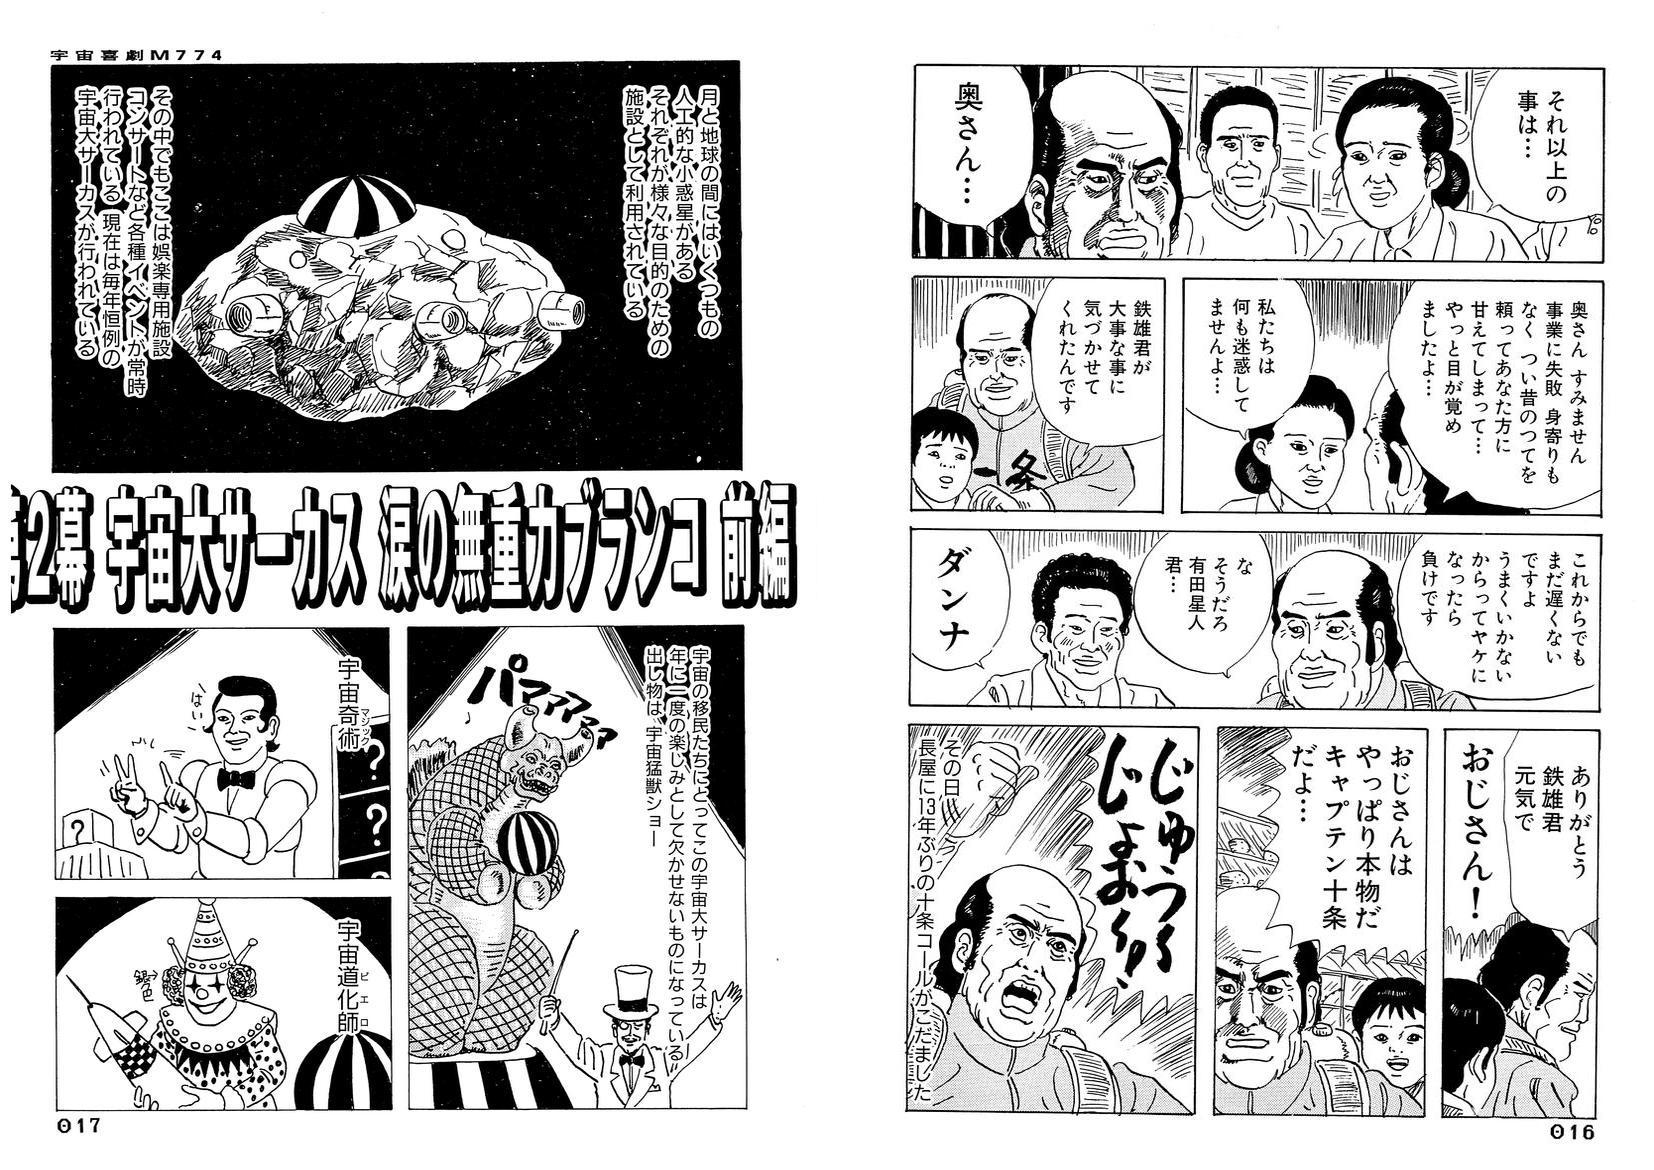 それ以上の
事は…
奥さん…
奥さん すみません
事業に失敗 身寄りも
なく つい昔のつてを
頼ってあなた方に
甘えてしまって…
やっと目が覚め
ましたよ…
私たちは
何も迷惑して
ませんよ…
鉄雄君が
大事な事に
気づかせて
くれたんです
条
これからでも
まだ遅くない
ですよ
うまくいかない
からってヤケに
なったら
負けです
な
そうだろ
有田星人
君…
ダンナ
ありがとう
鉄雄君
元気で
おじさん!
おじさんは
やっぱり本物だ
キャプテン十条
だよ…
じゅうく
じょおく!
その日
長屋に13年ぶりの十条コールがこだました
016
宇宙喜劇M774
月と地球の間にはいくつもの
人工的な小惑星がある
それぞれが様々な目的のための
施設として利用されている
その中でもここは娯楽専用施設
コンサートなど各種イベントが常時
行われている 現在は毎年恒例の
宇宙大サーカスが行われている
第2幕 宇宙大サーカス 涙の無重力ブランコ 前編
宇宙の移民たちにとってこの宇宙大サーカスは
年に一度の楽しみとして欠かせないものになっている
出し物は、宇宙猛獣ショー
パァァァァァァ
宇宙奇術
マジック
はい
?
?
?
?
宇宙道化師
ピエロ
銀色
017